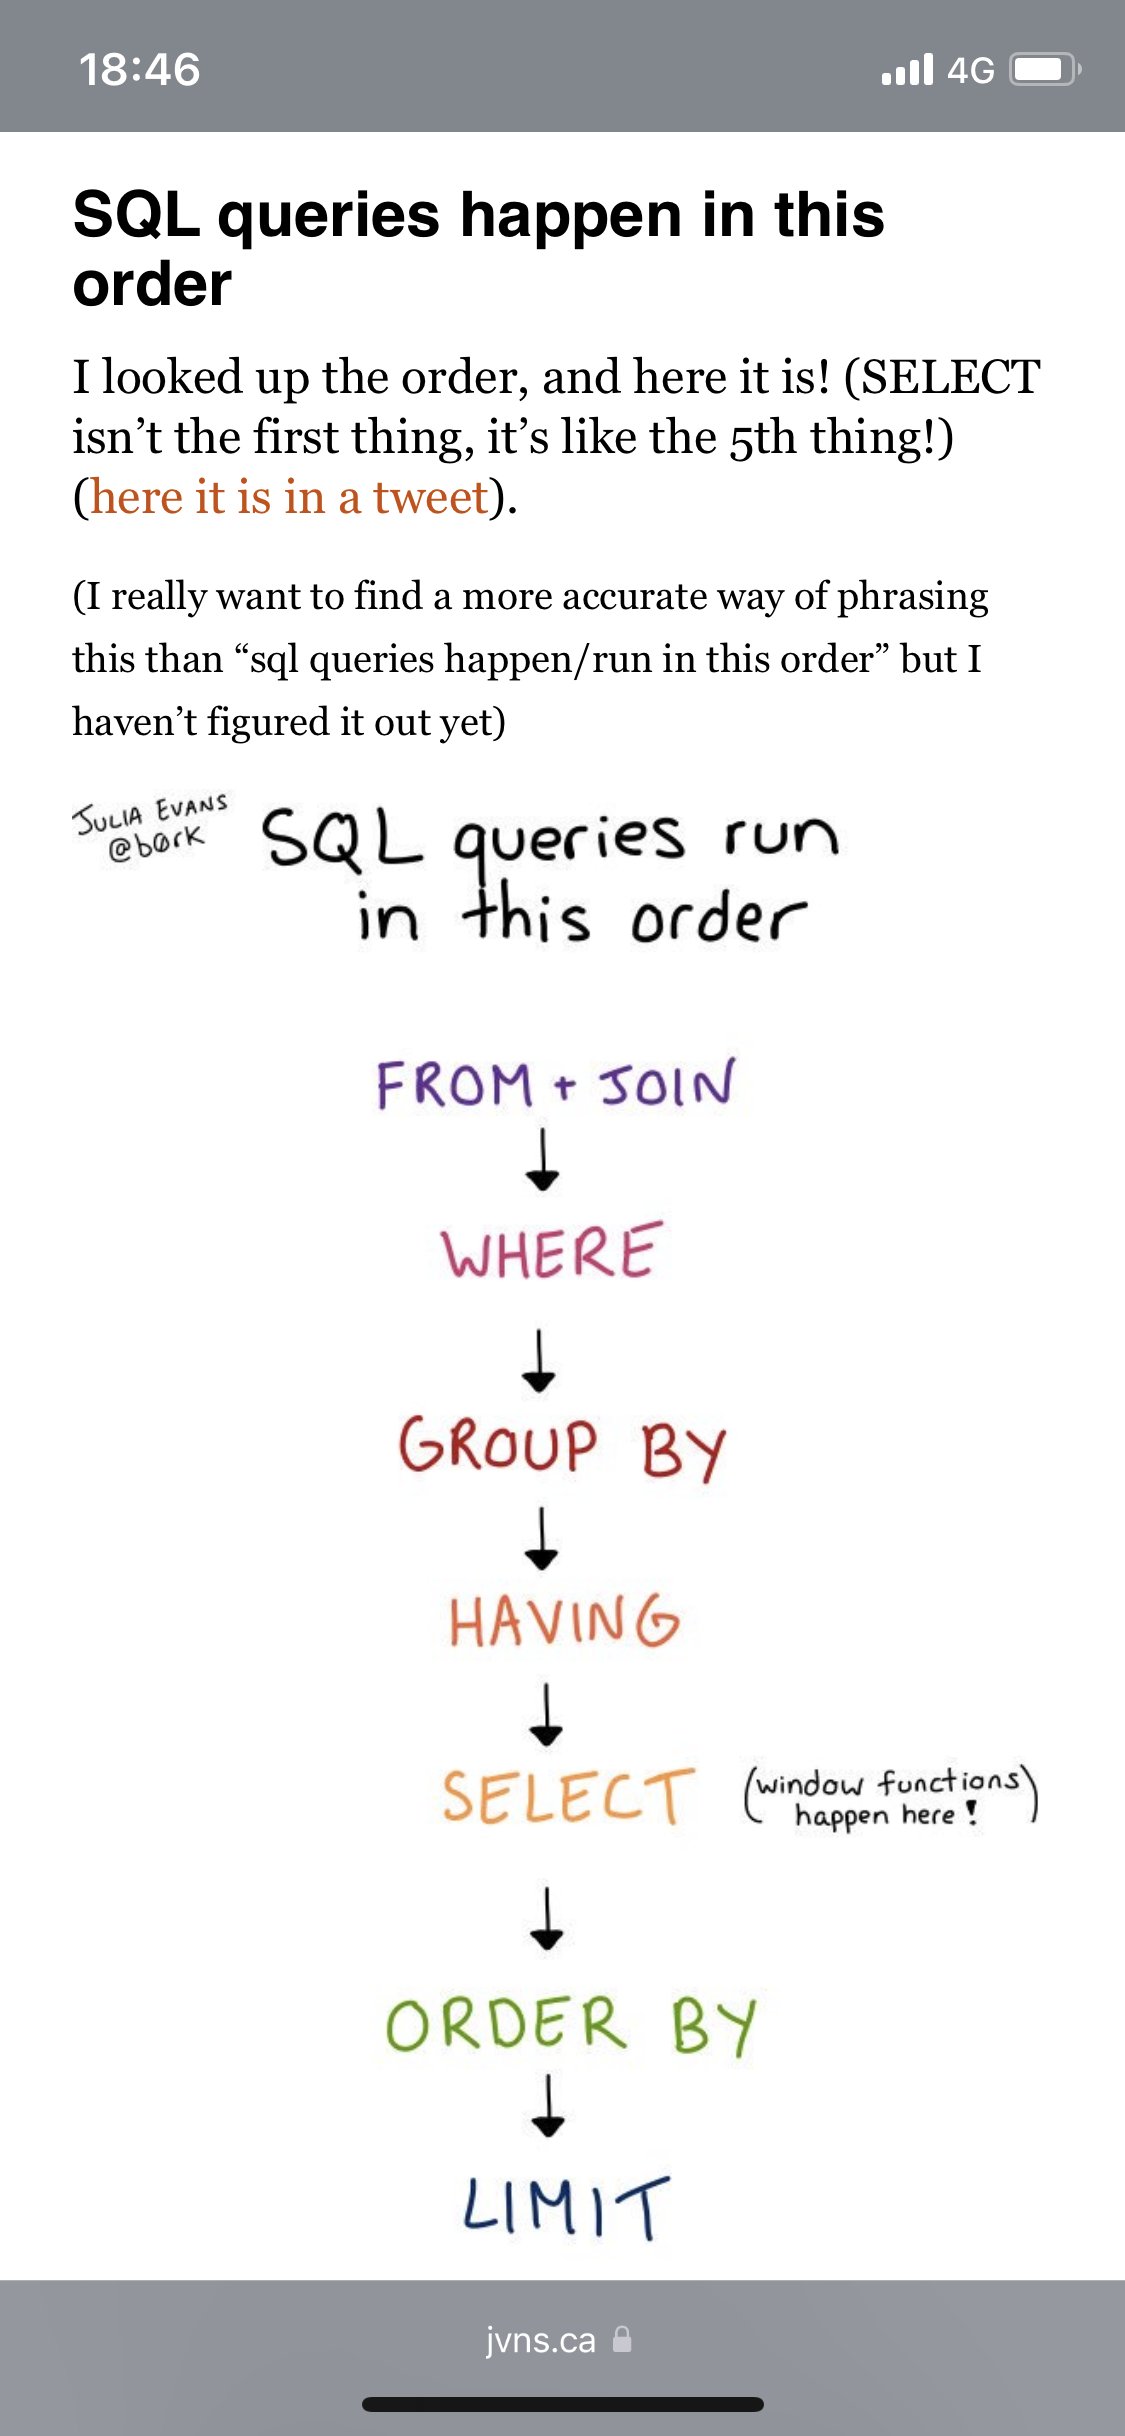 18:46
4G
SQL queries happen in this
order
I looked up the order, and here it is! (SELECT
isn’t the first thing, it’s like the 5th thing!)
(here it is in a tweet).
(I really want to find a more accurate way of phrasing
this than “sql queries happen/run in this order” but I
haven’t figured it out yet)
JULIA EVANS
@b0rk
SQL queries run
in this order
FROM + JOIN
WHERE
GROUP BY
HAVING
SELECT (window functions
happen here!)
ORDER BY
LIMIT
jvns.ca